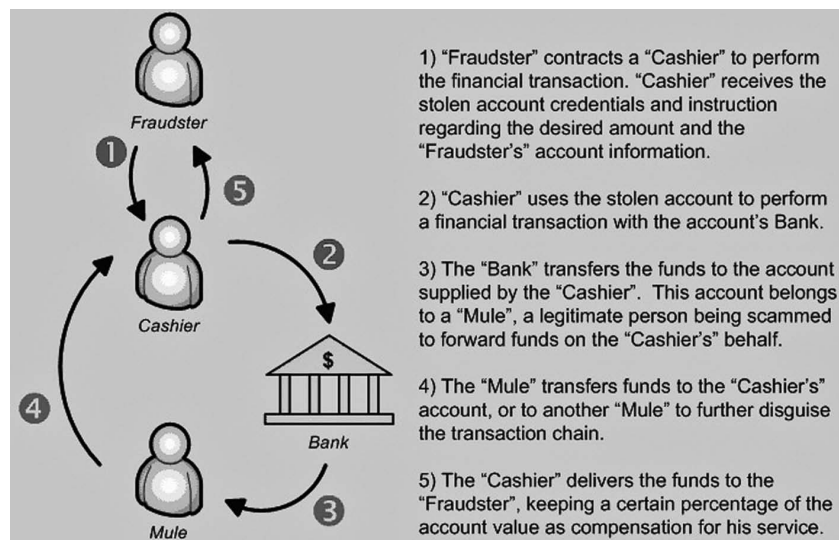 Fraudster
1
5
Cashier
2
4
$
Bank
3
Mule
1) “Fraudster” contracts a “Cashier” to perform
the financial transaction. “Cashier” receives the
stolen account credentials and instruction
regarding the desired amount and the
“Fraudster’s” account information.
2) “Cashier” uses the stolen account to perform
a financial transaction with the account’s Bank.
3) The “Bank” transfers the funds to the account
supplied by the “Cashier”.  This account belongs
to a “Mule”, a legitimate person being scammed
to forward funds on the “Cashier’s” behalf.
4) The “Mule” transfers funds to the “Cashier’s”
account, or to another “Mule” to further disguise
the transaction chain.
5) The “Cashier” delivers the funds to the
“Fraudster”, keeping a certain percentage of the
account value as compensation for his service.